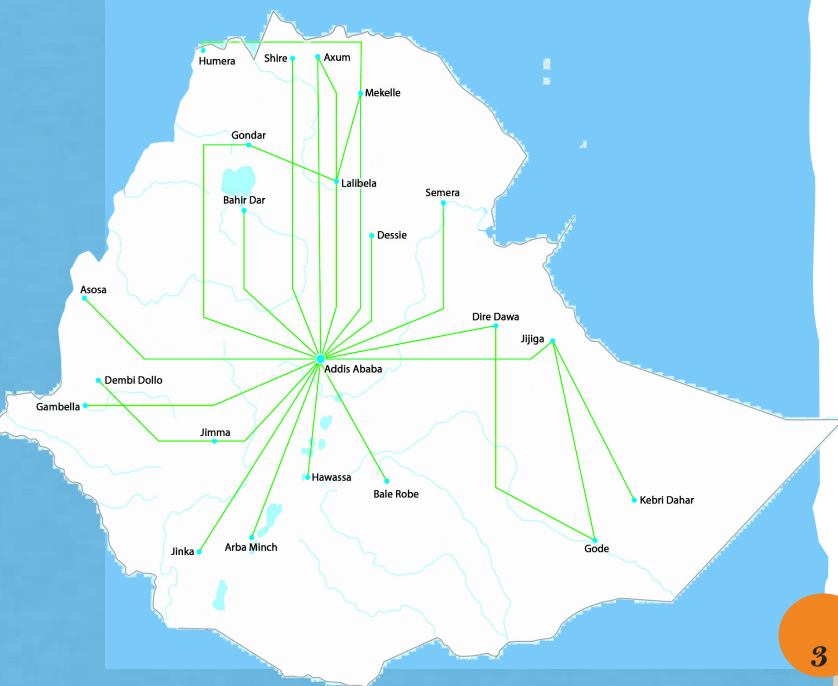 Humera
Shire
Axum
Mekelle
Gondar
Lalibela
Semera
Bahir Dar
Dessie
Asosa
Dire Dawa
Jijiga
Addis Ababa
Dembi Dollo
Gambella
Jimma
Hawassa
Bale Robe
Kebri Dahar
Jinka
Arba Minch
Gode
3